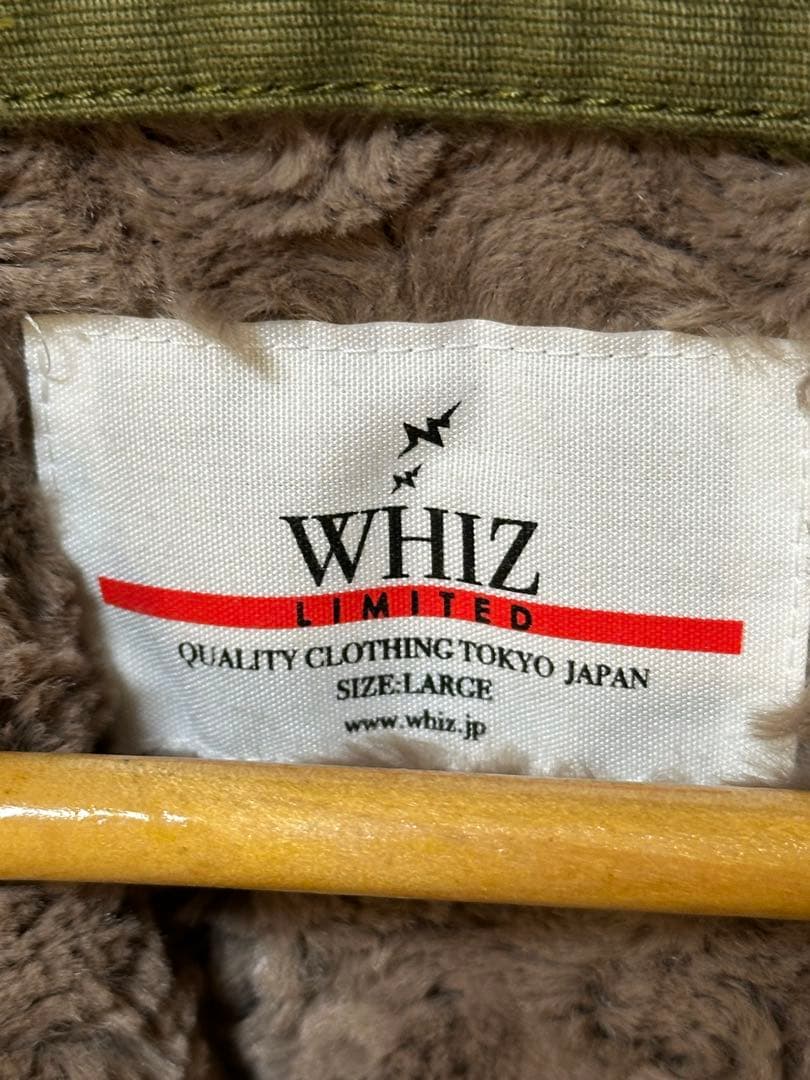 WHIZ
LIMITED
QUALITY CLOTHING TOKYO JAPAN
SIZE:LARGE
www.whiz.jp